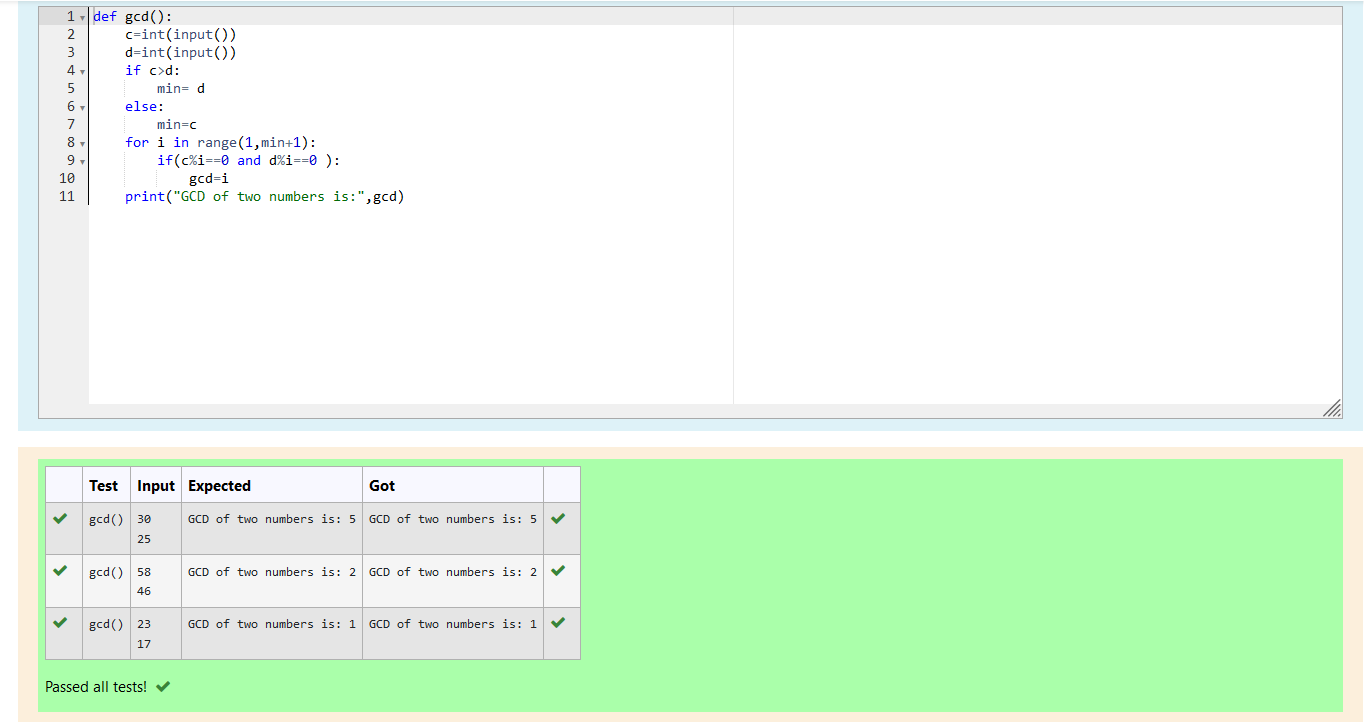 1 def gcd():
2     c=int(input())
3     d=int(input())
4     if c>d:
5         min= d
6     else:
7         min=c
8     for i in range(1,min+1):
9         if(c%i==0 and d%i==0 ):
10             gcd=i
11     print("GCD of two numbers is:",gcd)
Test Input Expected Got
gcd() 30 GCD of two numbers is: 5 GCD of two numbers is: 5
25
gcd() 58 GCD of two numbers is: 2 GCD of two numbers is: 2
46
gcd() 23 GCD of two numbers is: 1 GCD of two numbers is: 1
17
Passed all tests!